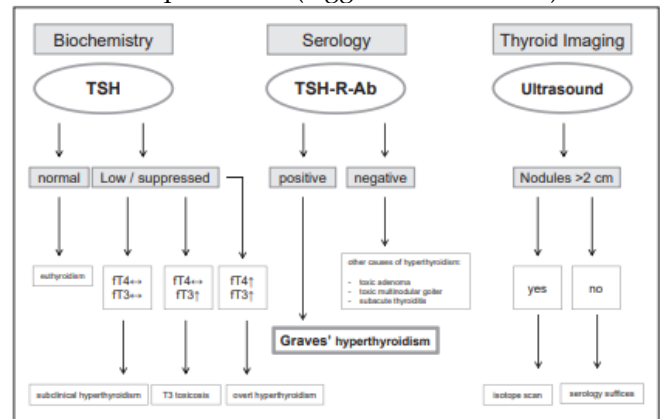 Biochemistry
Serology
Thyroid Imaging
TSH
TSH-R-Ab
Ultrasound
normal
Low / suppressed
positive
negative
Nodules >2 cm
euthyroidism
fT4↔
fT3↔
fT4↔
fT3↑
fT4↑
fT3↑
other causes of hyperthyroidism:
- toxic adenoma
- toxic multinodular goiter
- subacute thyroiditis
yes
no
Graves' hyperthyroidism
subclinical hyperthyroidism
T3 toxicosis
overt hyperthyroidism
isotope scan
serology suffices